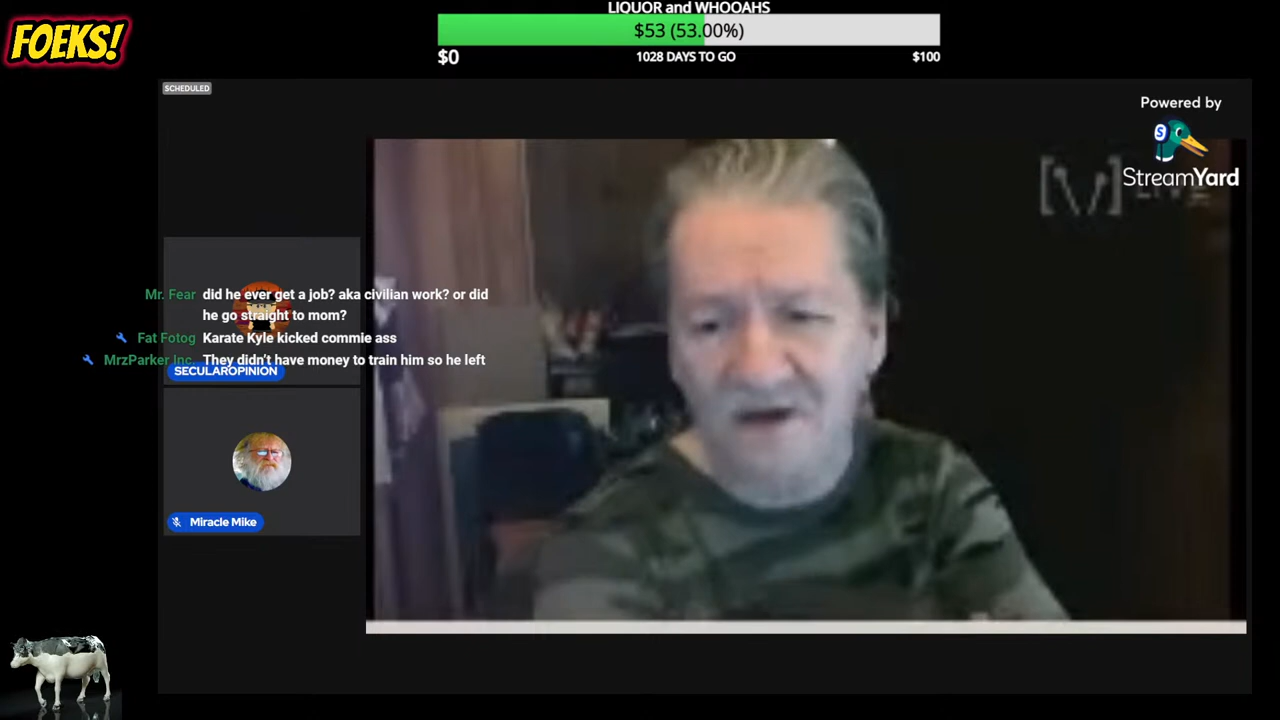 FOEKS!
LIQUOR and WHOOAHS
$53 (53.00%)
$0
1028 DAYS TO GO
$100
SCHEDULED
Powered by
S
StreamYard
[\/] LIVE
Mr. Fear did he ever get a job? aka civilian work? or did
he go straight to mom?
Fat Fotog Karate Kyle kicked commie ass
MrzParker Inc. They didn't have money to train him so he left
SECULAROPINION
Miracle Mike